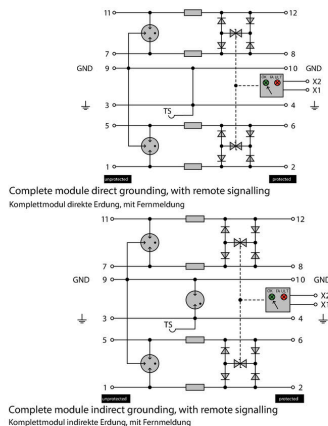 11 12
7 8
GND 9 10 GND
X2
X1
3 4
TS
5 6
1 2
unprotected protected
Complete module direct grounding, with remote signalling
Komplettmodul direkte Erdung, mit Fernmeldung
11 12
7 8
GND 9 10 GND
X2
X1
3 4
TS
5 6
1 2
unprotected protected
Complete module indirect grounding, with remote signalling
Komplettmodul indirekte Erdung, mit Fernmeldung